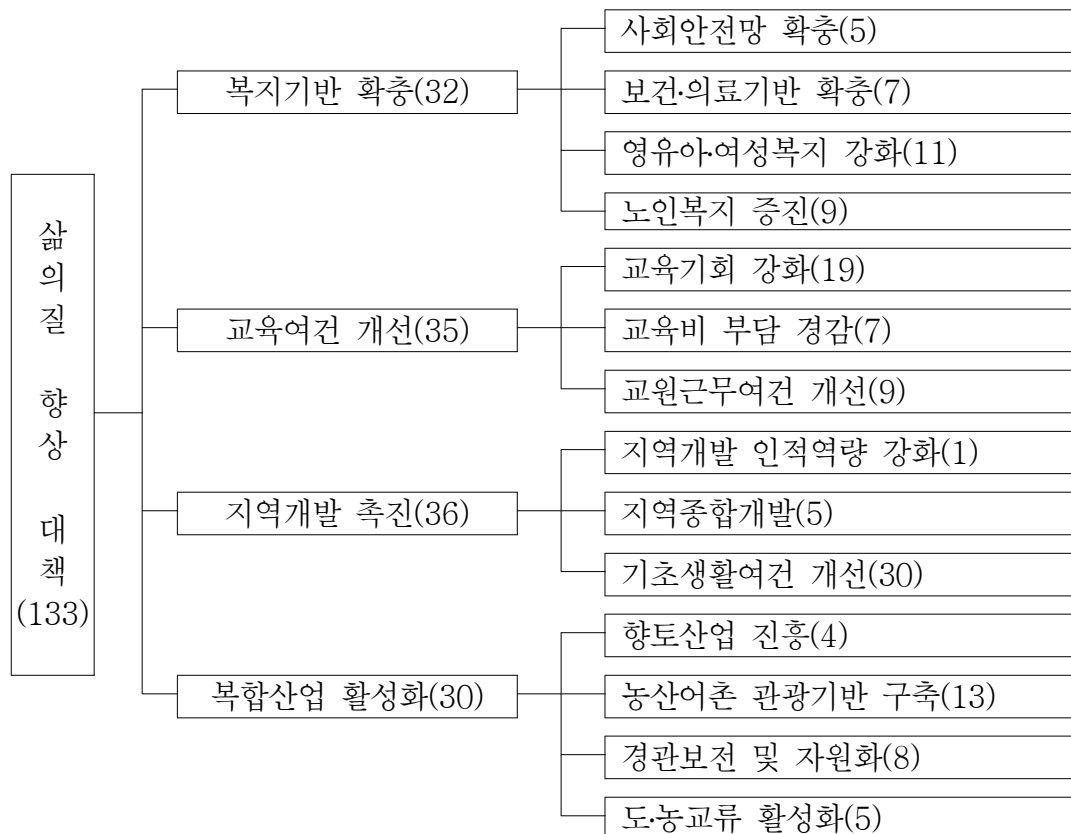 삶의질 향상 대책
(133)
복지기반 확충(32)
사회안전망 확충(5)
보건·의료기반 확충(7)
영유아·여성복지 강화(11)
노인복지 증진(9)
교육여건 개선(35)
교육기회 강화(19)
교육비 부담 경감(7)
교원근무여건 개선(9)
지역개발 촉진(36)
지역개발 인적역량 강화(1)
지역종합개발(5)
기초생활여건 개선(30)
복합산업 활성화(30)
향토산업 진흥(4)
농산어촌 관광기반 구축(13)
경관보전 및 자원화(8)
도·농교류 활성화(5)